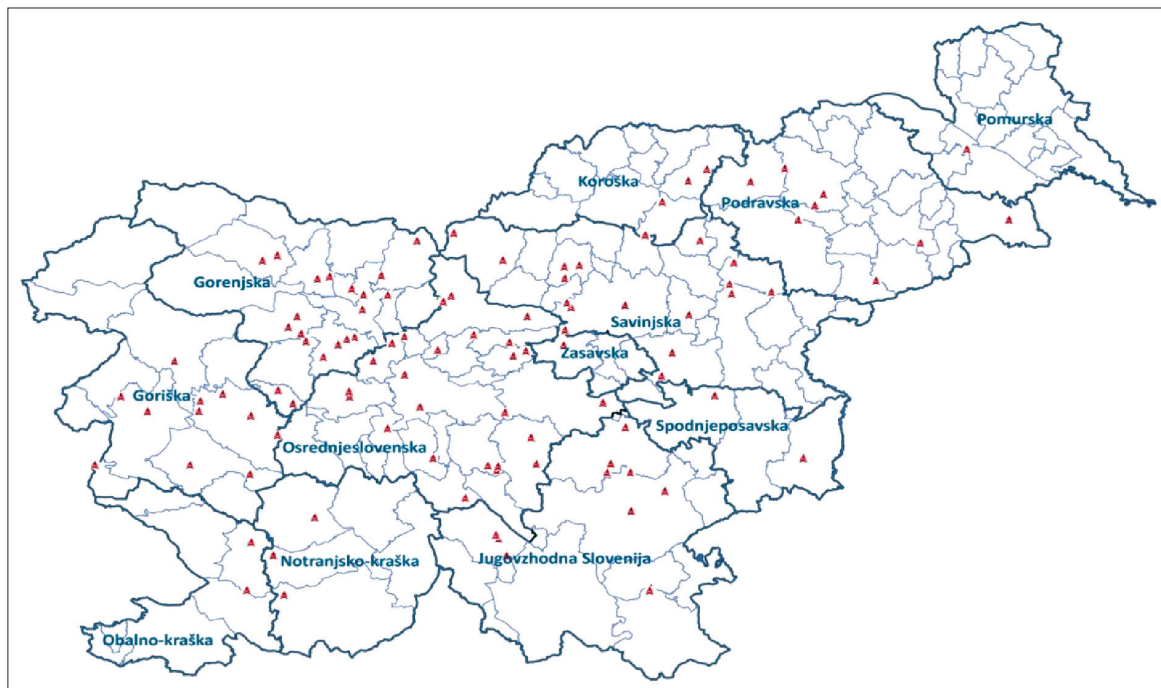 Pomurska
Koroška
Podravska
Gorenjska
Savinjska
Zasavska
Goriška
Spodnjeposavska
Osrednjeslovenska
Notranjsko-kraška
Jugovzhodna Slovenija
Obalno-kraška